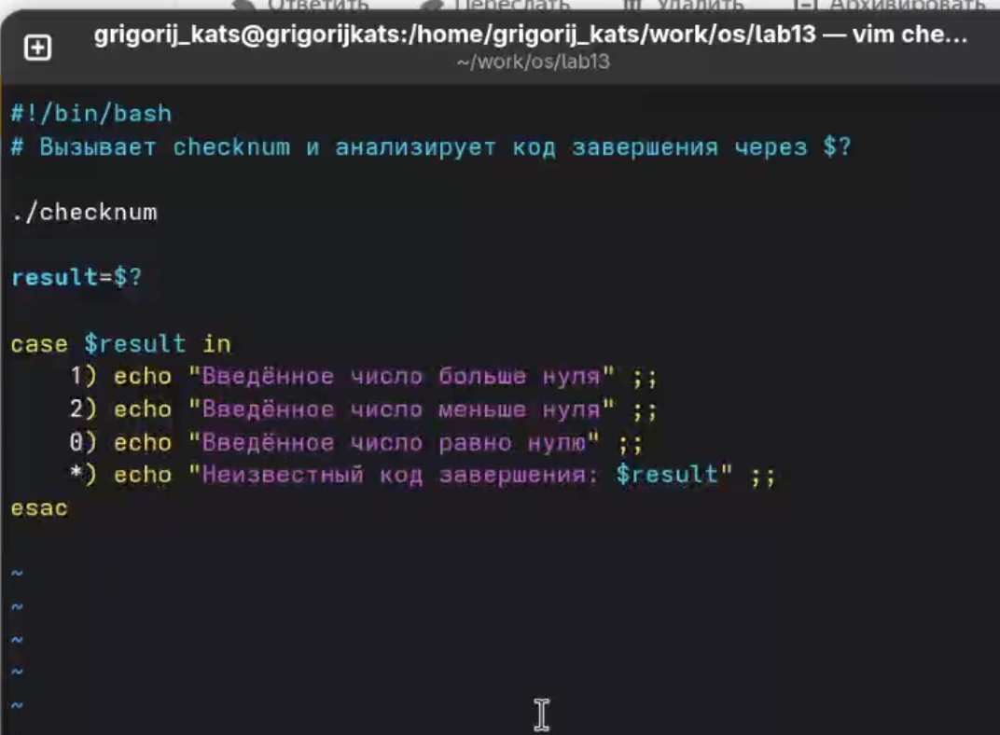 Ответить Переслать Удалить Архивировать
grigorij_kats@grigorijkats:/home/grigorij_kats/work/os/lab13 — vim che…
~/work/os/lab13
#!/bin/bash
# Вызывает checknum и анализирует код завершения через $?
./checknum
result=$?
case $result in
    1) echo "Введённое число больше нуля" ;;
    2) echo "Введённое число меньше нуля" ;;
    0) echo "Введённое число равно нулю" ;;
    *) echo "Неизвестный код завершения: $result" ;;
esac
~
~
~
~
~